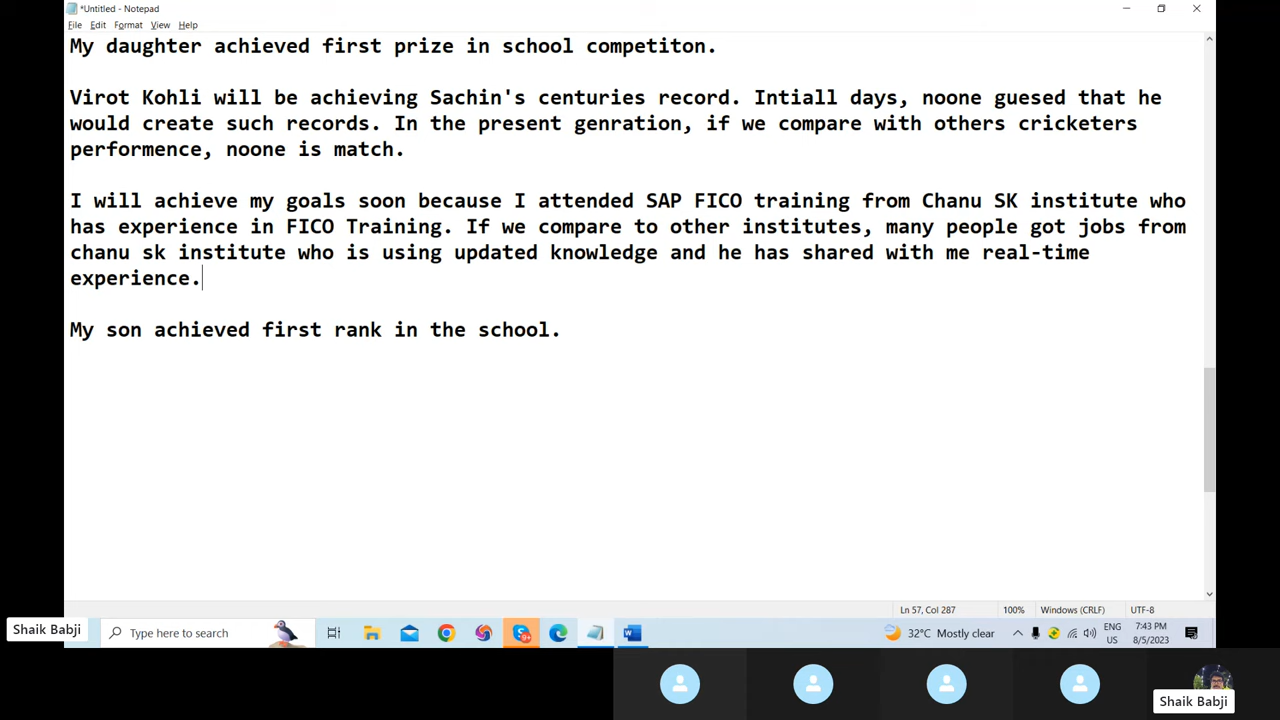 *Untitled - Notepad
File Edit Format View Help
My daughter achieved first prize in school competiton.
Virot Kohli will be achieving Sachin's centuries record. Intiall days, noone guesed that he
would create such records. In the present genration, if we compare with others cricketers
performence, noone is match.
I will achieve my goals soon because I attended SAP FICO training from Chanu SK institute who
has experience in FICO Training. If we compare to other institutes, many people got jobs from
chanu sk institute who is using updated knowledge and he has shared with me real-time
experience.
My son achieved first rank in the school.
Ln 57, Col 287 100% Windows (CRLF) UTF-8
Shaik Babji
Type here to search
9+
W
32°C Mostly clear
ENG
US
7:43 PM
8/5/2023
Shaik Babji